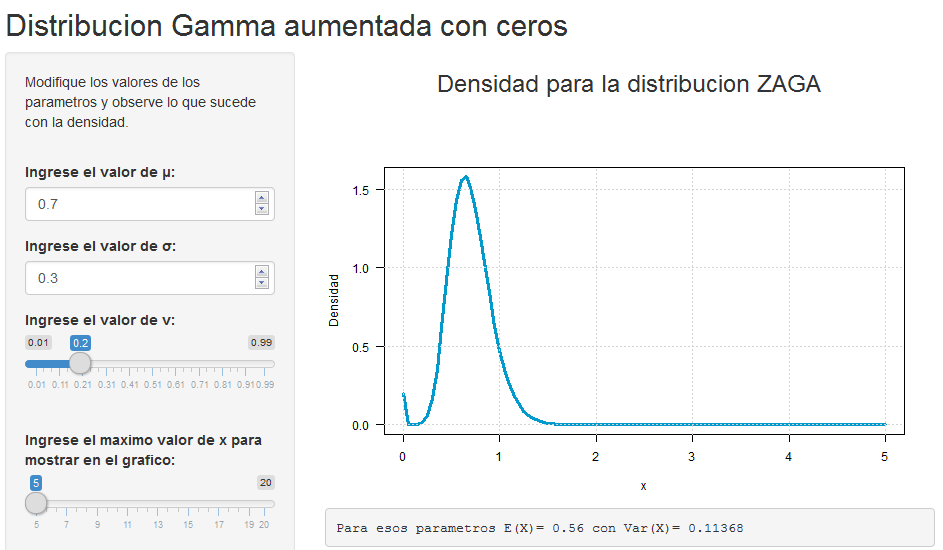 Distribucion Gamma aumentada con ceros
Modifique los valores de los
parametros y observe lo que sucede
con la densidad.
Ingrese el valor de μ:
0.7
Ingrese el valor de σ:
0.3
Ingrese el valor de ν:
0.01 0.2 0.99
0.01 0.11 0.21 0.31 0.41 0.51 0.61 0.71 0.81 0.91 0.99
Ingrese el maximo valor de x para
mostrar en el grafico:
5 20
5 7 9 11 13 15 17 19 20
Densidad para la distribucion ZAGA
Densidad
1.5
1.0
0.5
0.0
0 1 2 3 4 5
x
Para esos parametros E(X)= 0.56 con Var(X)= 0.11368